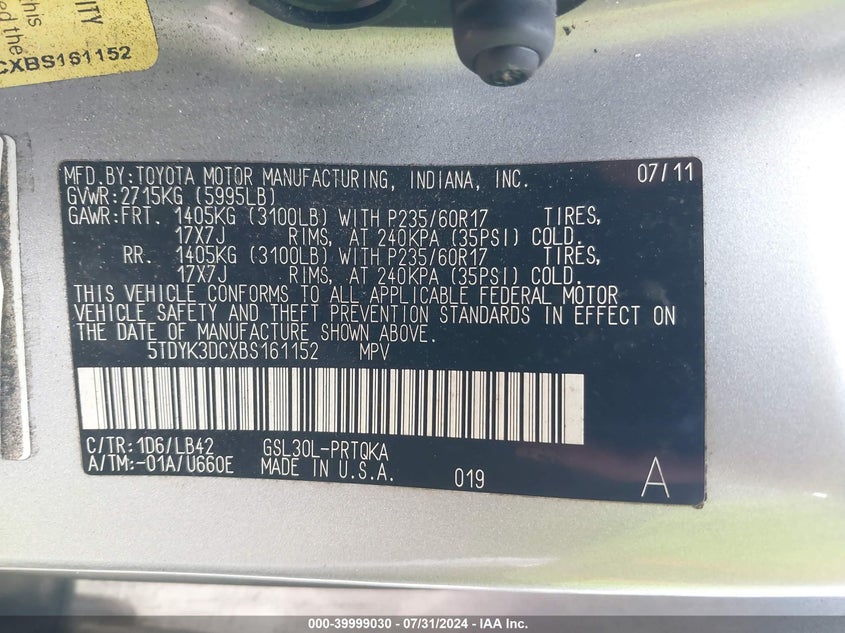 ITY
this
ed the
CXBS161152
MFD.BY:TOYOTA MOTOR MANUFACTURING, INDIANA, INC. 07/11
GVWR:2715KG (5995LB)
GAWR:FRT. 1405KG (3100LB) WITH P235/60R17 TIRES,
17X7J RIMS, AT 240KPA (35PSI) COLD.
RR. 1405KG (3100LB) WITH P235/60R17 TIRES,
17X7J RIMS, AT 240KPA (35PSI) COLD.
THIS VEHICLE CONFORMS TO ALL APPLICABLE FEDERAL MOTOR
VEHICLE SAFETY AND THEFT PREVENTION STANDARDS IN EFFECT ON
THE DATE OF MANUFACTURE SHOWN ABOVE.
5TDYK3DCXBS161152 MPV
C/TR:1D6/LB42 GSL30L-PRTQKA
A/TM:-01A/U660E MADE IN U.S.A. 019 A
000-39999030 - 07/31/2024 - IAA Inc.